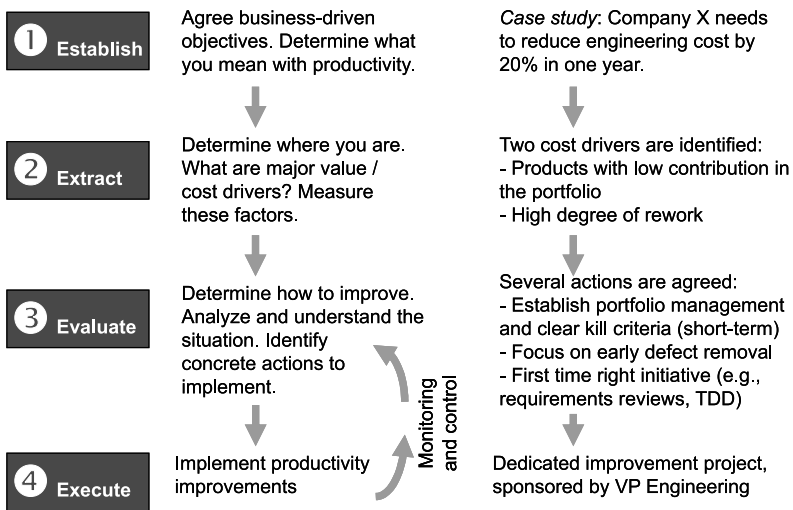 1 Establish
Agree business-driven
objectives. Determine what
you mean with productivity.
Case study: Company X needs
to reduce engineering cost by
20% in one year.
2 Extract
Determine where you are.
What are major value /
cost drivers? Measure
these factors.
Two cost drivers are identified:
- Products with low contribution in
the portfolio
- High degree of rework
3 Evaluate
Determine how to improve.
Analyze and understand the
situation. Identify
concrete actions to
implement.
Several actions are agreed:
- Establish portfolio management
and clear kill criteria (short-term)
- Focus on early defect removal
- First time right initiative (e.g.,
requirements reviews, TDD)
Monitoring
and control
4 Execute
Implement productivity
improvements
Dedicated improvement project,
sponsored by VP Engineering